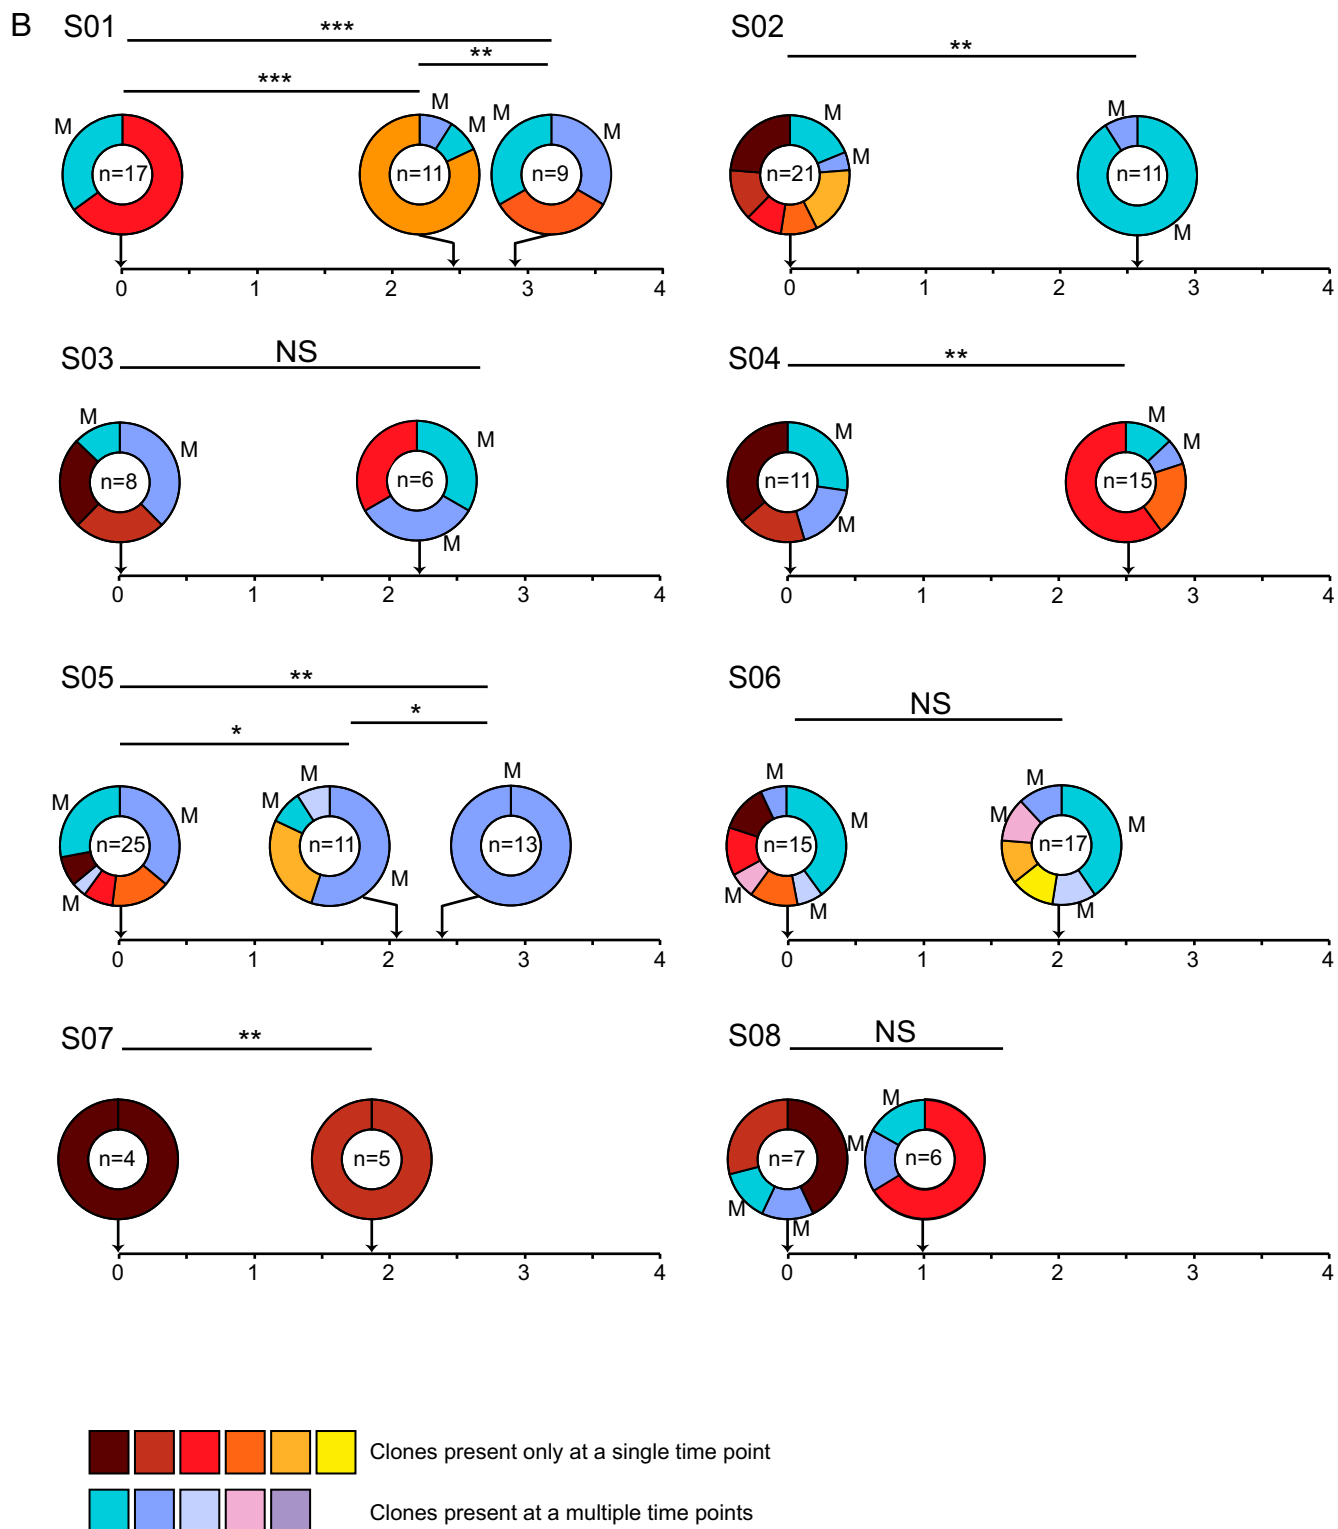 B S01 S02
***
**
**
***
M M M M M M M
n=17 n=11 n=9 n=21 n=11
M
0 1 2 3 4 0 1 2 3 4
S03 NS S04 **
M M M M M M
n=8 n=6 n=11 n=15
M M
0 1 2 3 4 0 1 2 3 4
S05 ** S06
* NS
*
M M M M
M M M M M
n=25 n=11 n=13 n=15 n=17
M M M M M
0 1 2 3 4 0 1 2 3 4
S07 ** S08 NS
M
M
n=4 n=5 n=7 n=6
M M
0 1 2 3 4 0 1 2 3 4
Clones present only at a single time point
Clones present at a multiple time points